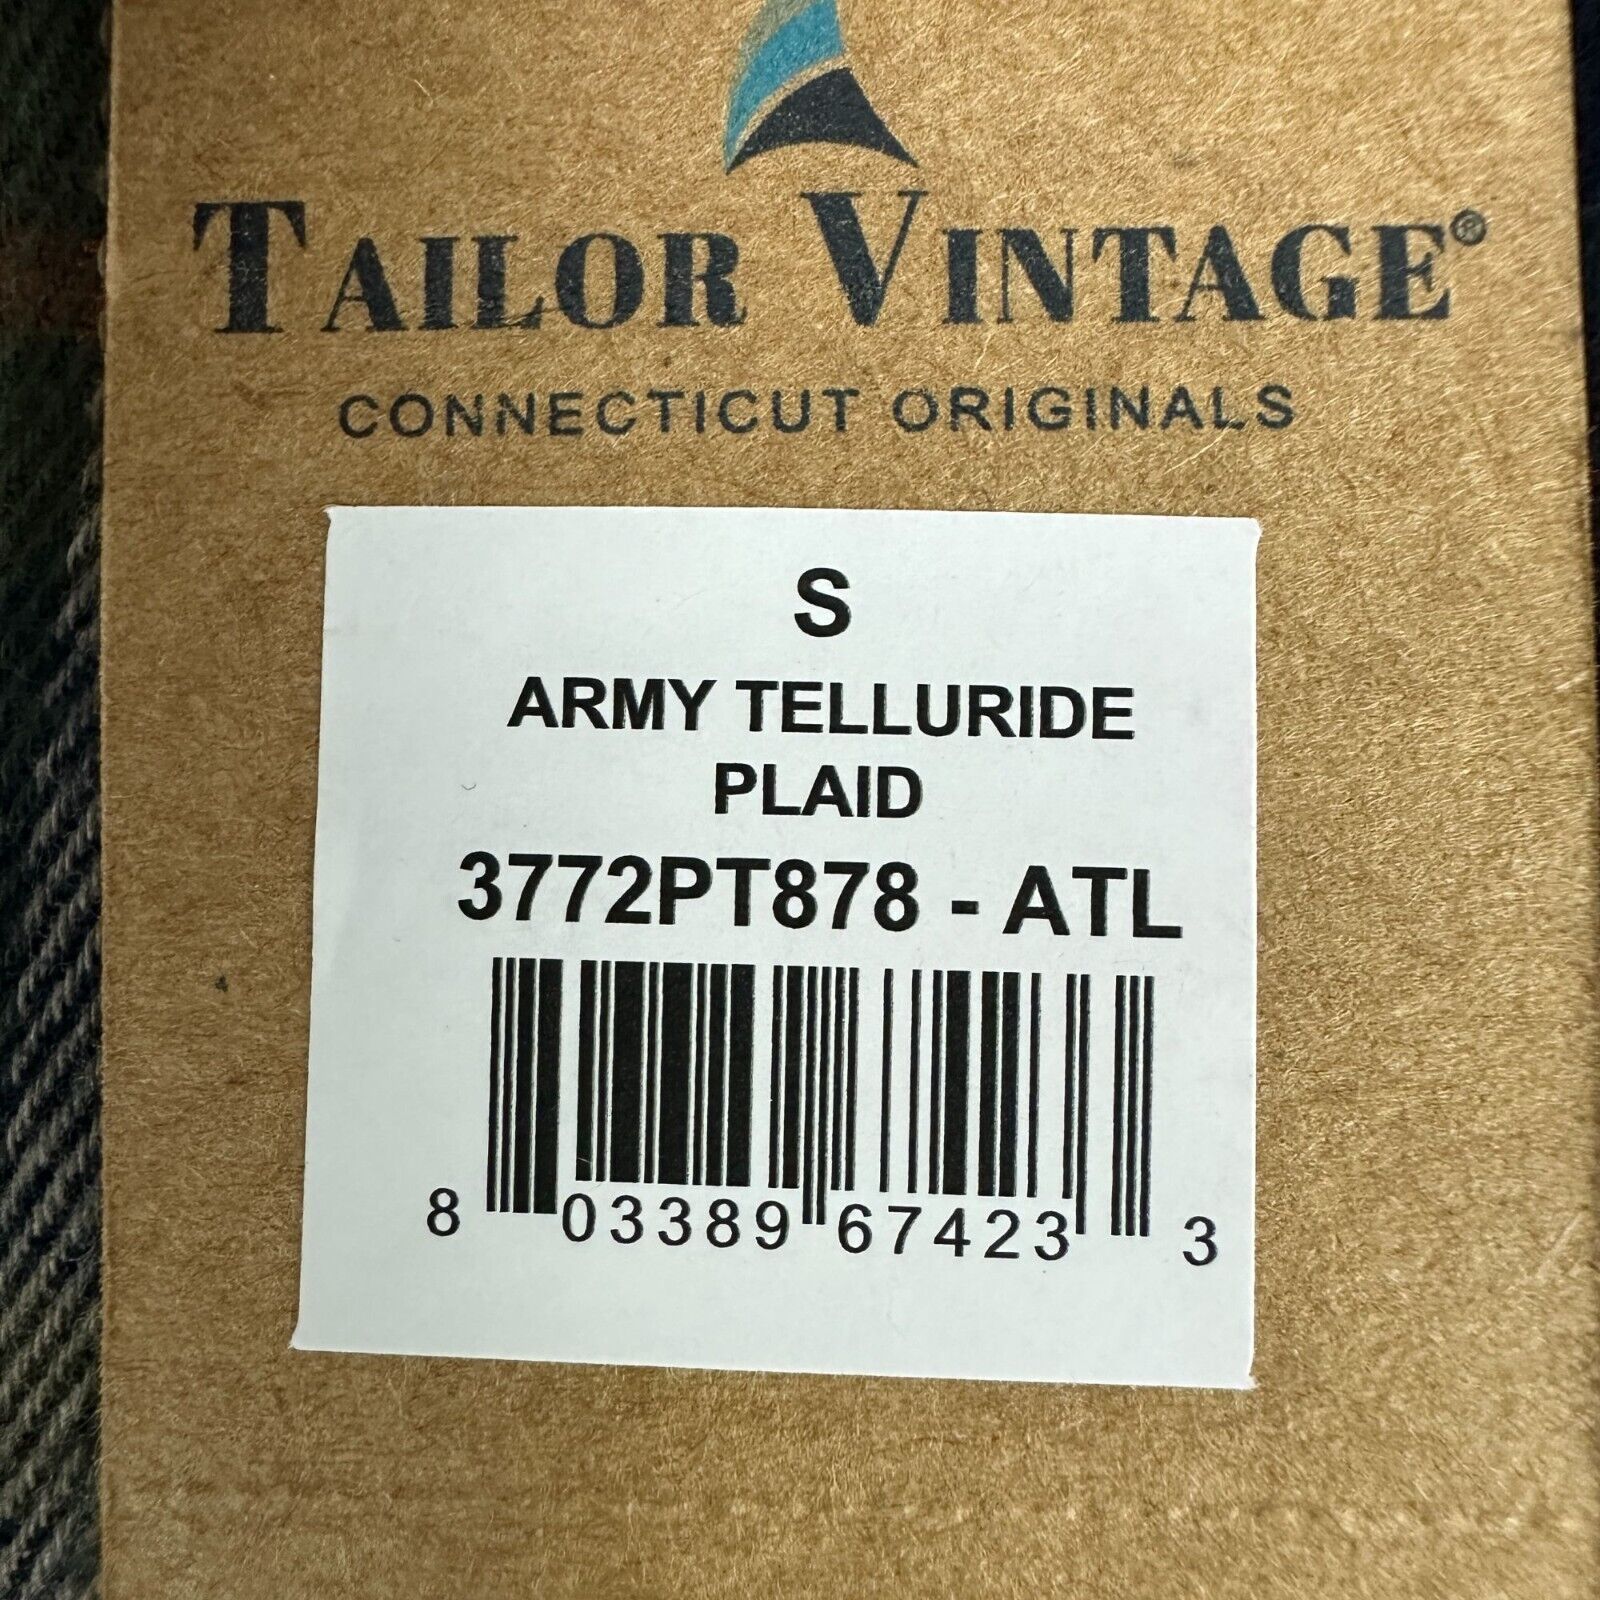 TAILOR VINTAGE®
CONNECTICUT ORIGINALS
S
ARMY TELLURIDE
PLAID
3772PT878 - ATL
8 03389 67423 3